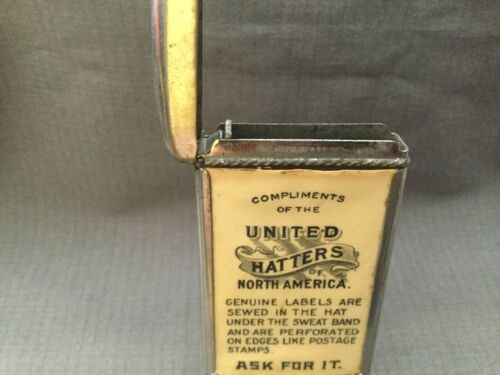 COMPLIMENTS
OF THE
UNITED
HATTERS
OF
NORTH AMERICA.
GENUINE LABELS ARE
SEWED IN THE HAT
UNDER THE SWEAT BAND
AND ARE PERFORATED
ON EDGES LIKE POSTAGE
STAMPS.
ASK FOR IT.